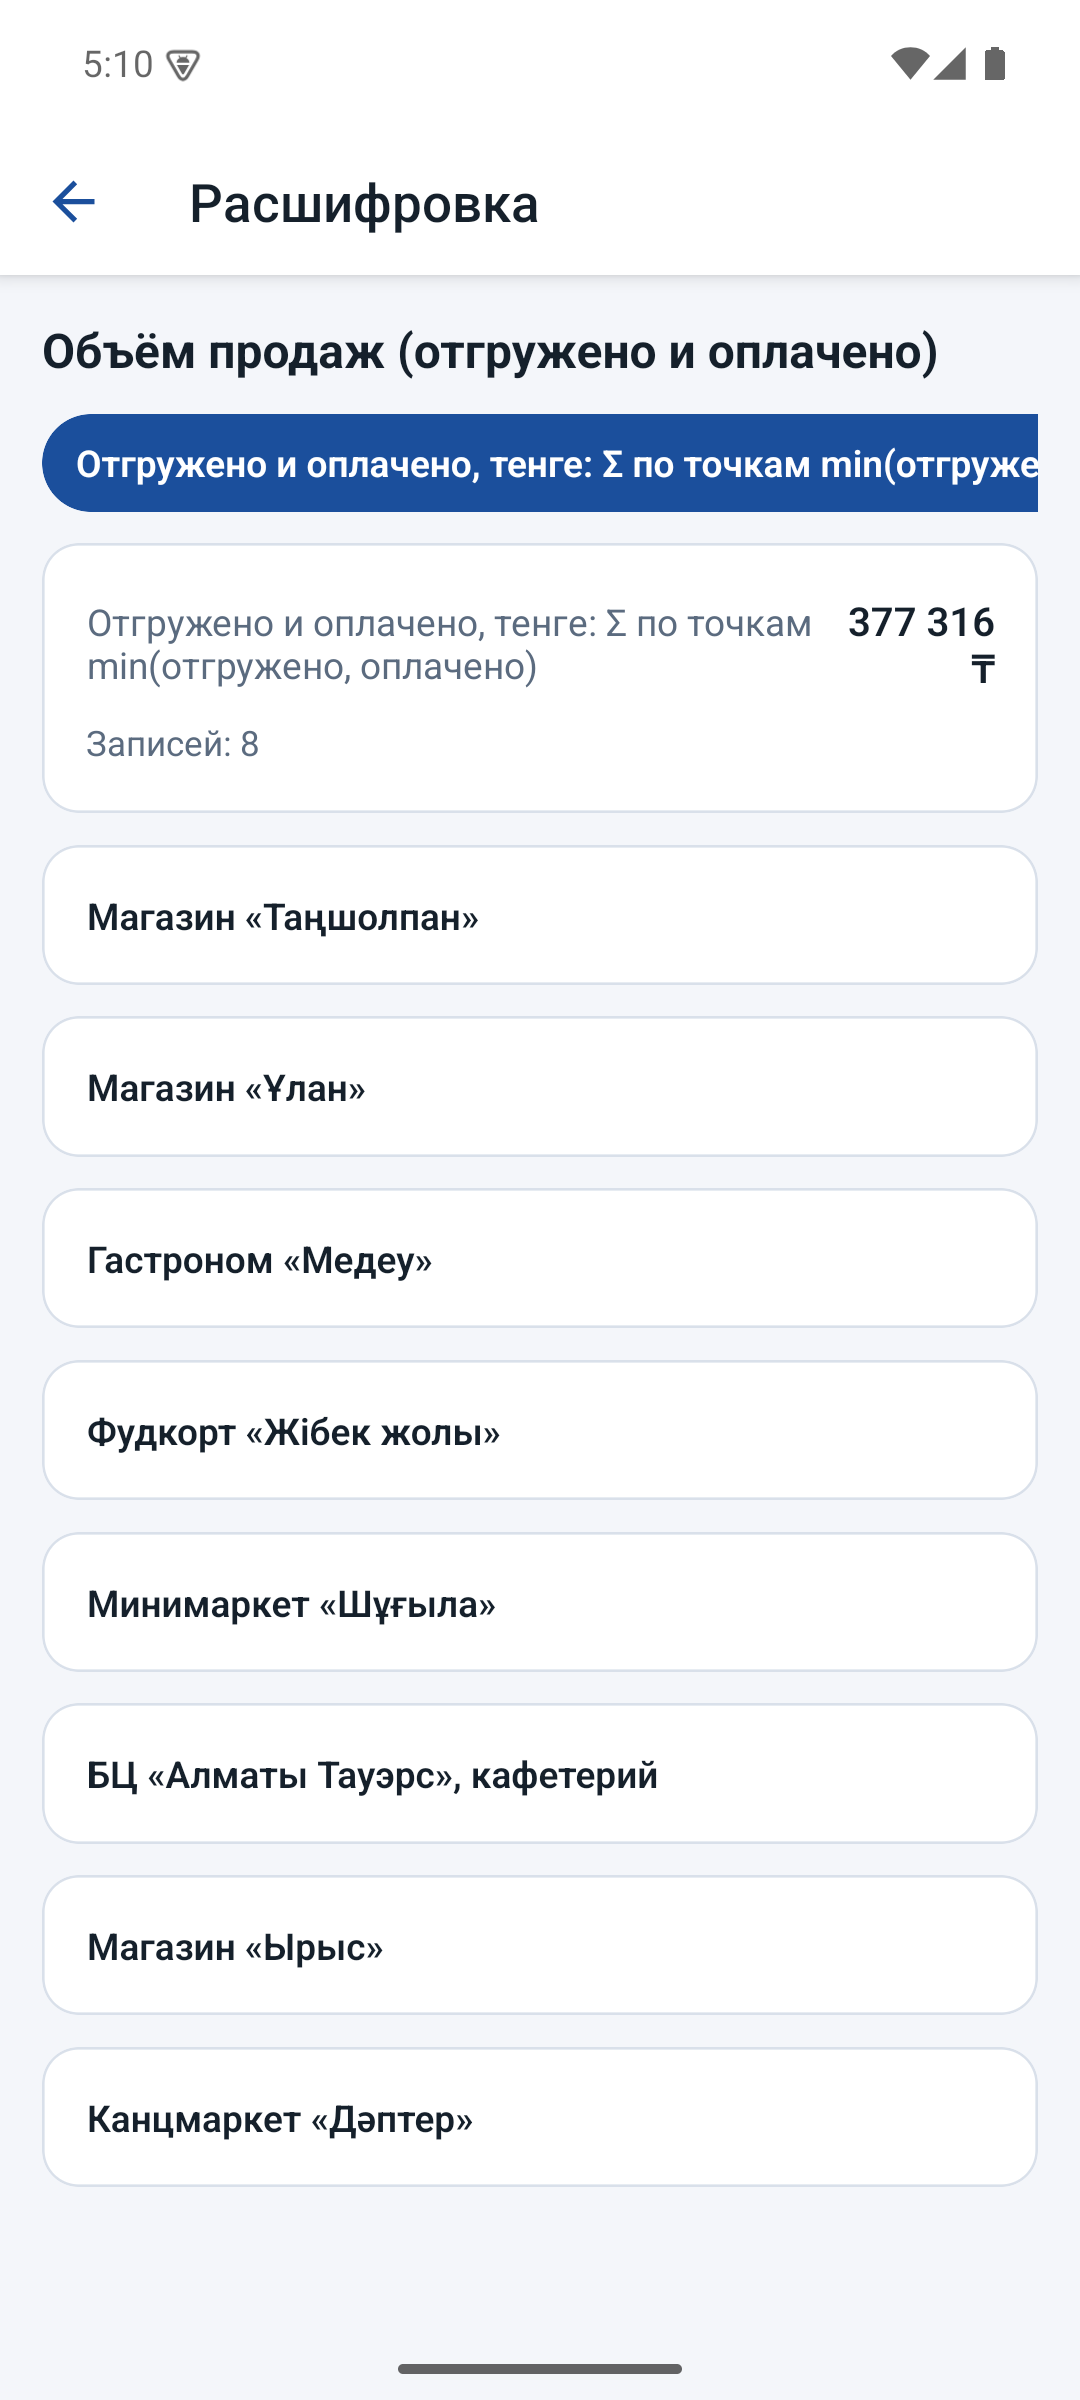 5:10
Расшифровка
Объём продаж (отгружено и оплачено)
Отгружено и оплачено, тенге: Σ по точкам min(отгруже
Отгружено и оплачено, тенге: Σ по точкам
min(отгружено, оплачено)
377 316
₸
Записей: 8
Магазин «Таңшолпан»
Магазин «Ұлан»
Гастроном «Медеу»
Фудкорт «Жібек жолы»
Минимаркет «Шұғыла»
БЦ «Алматы Тауэрс», кафетерий
Магазин «Ырыс»
Канцмаркет «Дәптер»